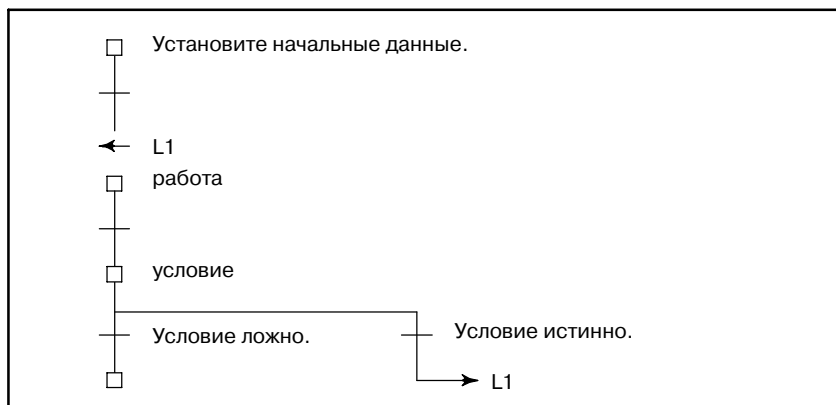 Установите начальные данные.
L1
работа
условие
Условие ложно.
Условие истинно.
L1